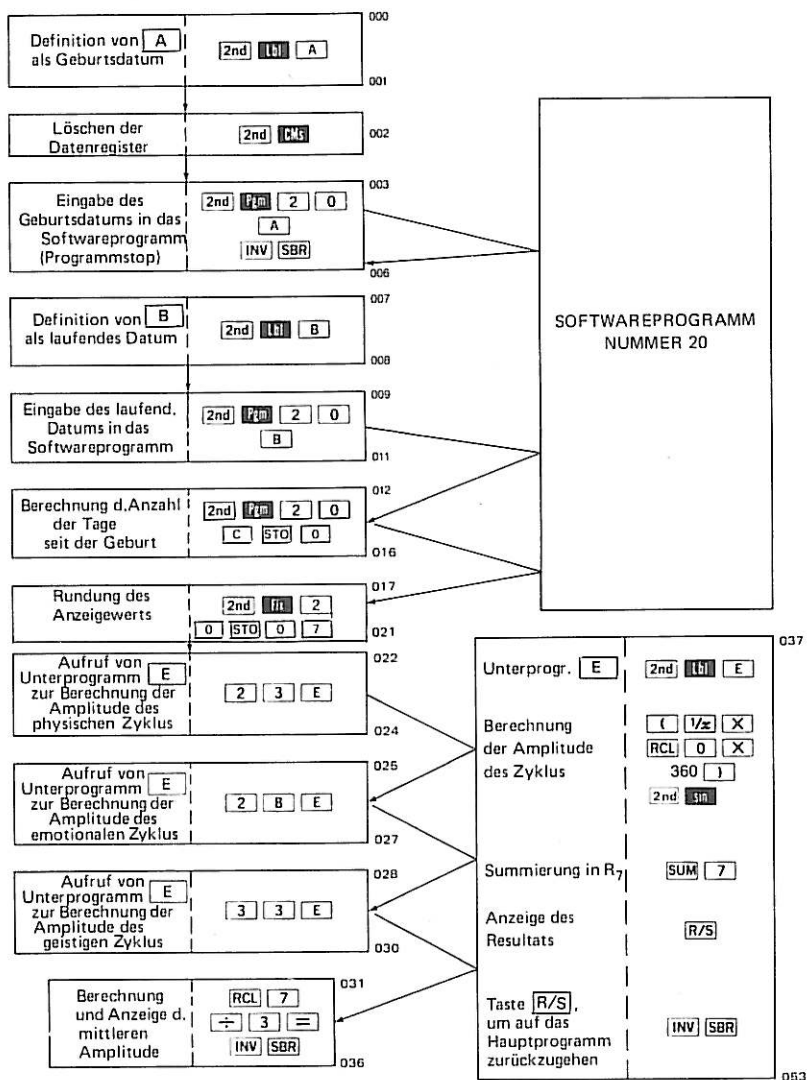 000
Definition von A
als Geburtsdatum
2nd Lbl A
001
Löschen der
Datenregister
2nd CMs
002
003
Eingabe des
Geburtsdatums in das
Softwareprogramm
(Programmstop)
2nd Pgm 2 0
A
INV SBR
006
007
Definition von B
als laufendes Datum
2nd Lbl B
008
009
Eingabe des laufend.
Datums in das
Softwareprogramm
2nd Pgm 2 0
B
011
012
Berechnung d.Anzahl
der Tage
seit der Geburt
2nd Pgm 2 0
C STO 0
016
017
Rundung des
Anzeigewerts
2nd fix 2
0 STO 0 7
021
022
Aufruf von
Unterprogramm E
zur Berechnung der
Amplitude des
physischen Zyklus
2 3 E
024
025
Aufruf von
Unterprogramm E
zur Berechnung der
Amplitude des
emotionalen Zyklus
2 B E
027
028
Aufruf von
Unterprogramm E
zur Berechnung der
Amplitude des
geistigen Zyklus
3 3 E
030
031
Berechnung
und Anzeige d.
mittleren
Amplitude
RCL 7
÷ 3 =
INV SBR
036
SOFTWAREPROGRAMM
NUMMER 20
037
Unterprogr. E
2nd Lbl E
Berechnung
der Amplitude
des Zyklus
( 1/x X
RCL 0 X
360 )
2nd sin
Summierung in R7
SUM 7
Anzeige des
Resultats
R/S
Taste R/S,
um auf das
Hauptprogramm
zurückzugehen
INV SBR
053